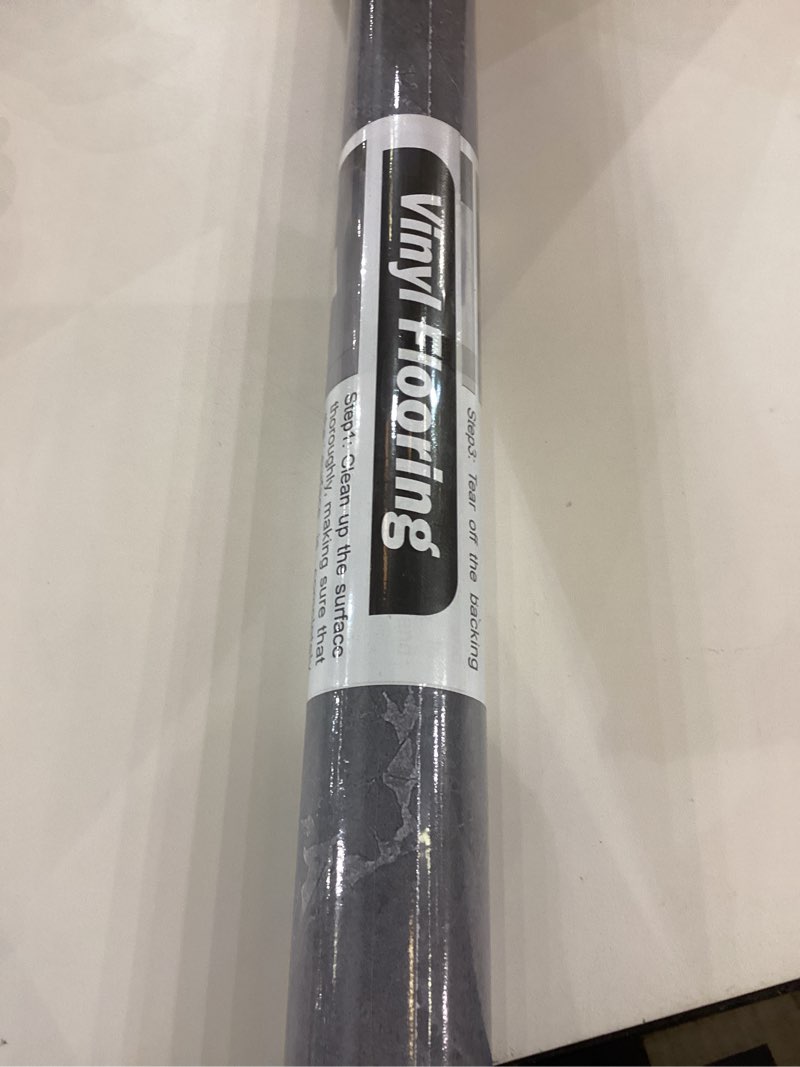 Vinyl Flooring
Step1: Clean up the surface
thoroughly, making sure that
Step3: Tear off the backing